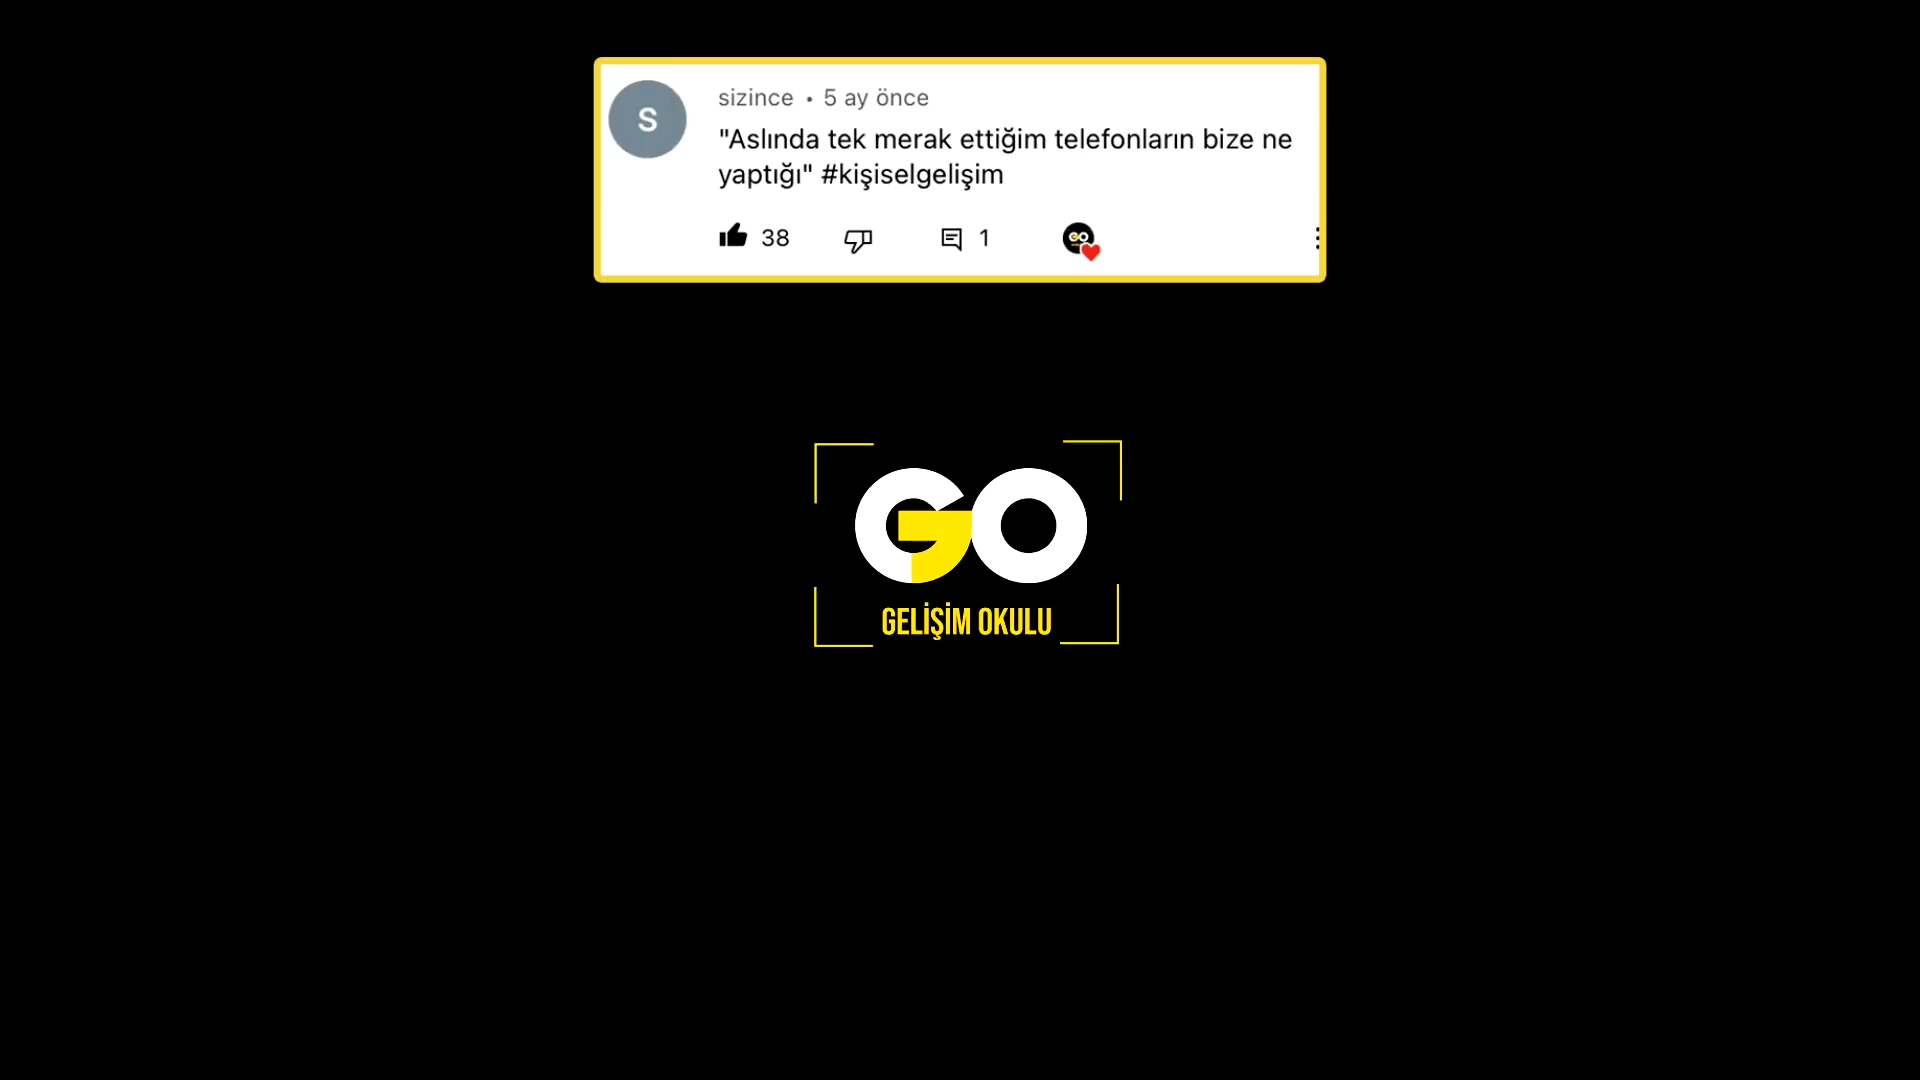 S
sizince • 5 ay önce
"Aslında tek merak ettiğim telefonların bize ne
yaptığı" #kişiselgelişim
38
1
GO
GO
GELİŞİM OKULU